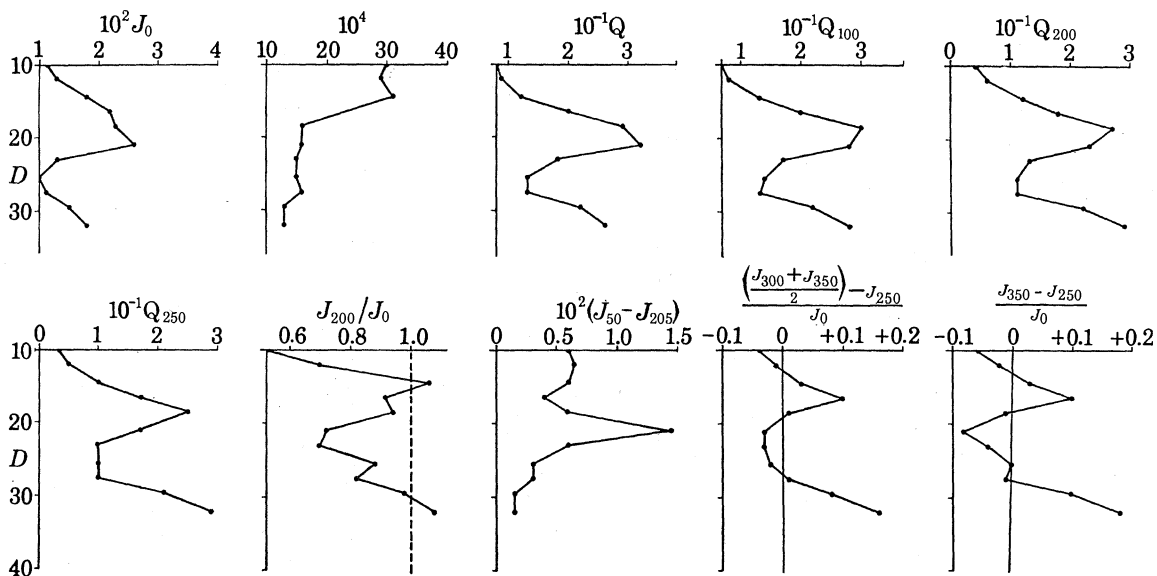 10²J₀
1 2 3 4
10⁴
10 20 30 40
10⁻¹Q
1 2 3
10⁻¹Q₁₀₀
1 2 3
10⁻¹Q₂₀₀
0 1 2 3
10
20
D
30
10⁻¹Q₂₅₀
0 1 2 3
J₂₀₀/J₀
0.6 0.8 1.0
10²(J₅₀-J₂₀₅)
0 0.5 1.0 1.5
((J₃₀₀+J₃₅₀)/2)-J₂₅₀
J₀
-0.1 0 +0.1 +0.2
J₃₅₀-J₂₅₀
J₀
-0.1 0 +0.1 +0.2
10
20
D
30
40